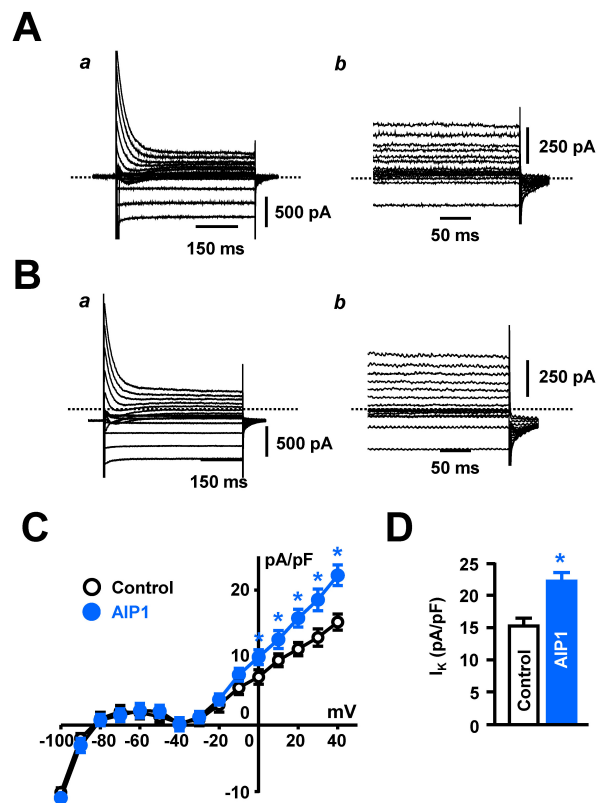 A
a
b
250 pA
500 pA
150 ms
50 ms
B
a
b
250 pA
500 pA
150 ms
50 ms
C
D
pA/pF
Control
AIP1
20
10
0
-10
mV
-100 -80 -60 -40 -20 0 20 40
* * * * *
*
I_K (pA/pF)
25
20
15
10
5
0
Control
AIP1